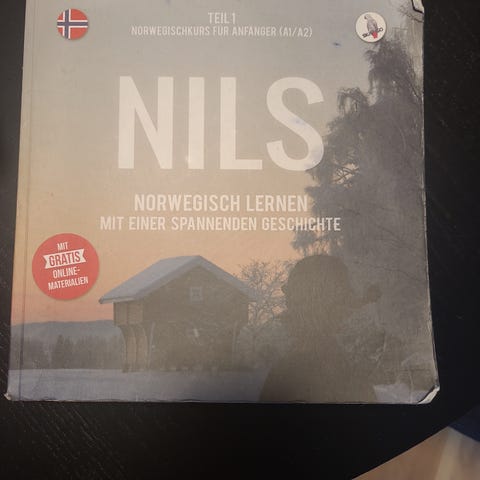 TEIL 1
NORWEGISCHKURS FÜR ANFÄNGER (A1/A2)
NILS
NORWEGISCH LERNEN
MIT EINER SPANNENDEN GESCHICHTE
MIT
GRATIS
ONLINE-
MATERIALIEN